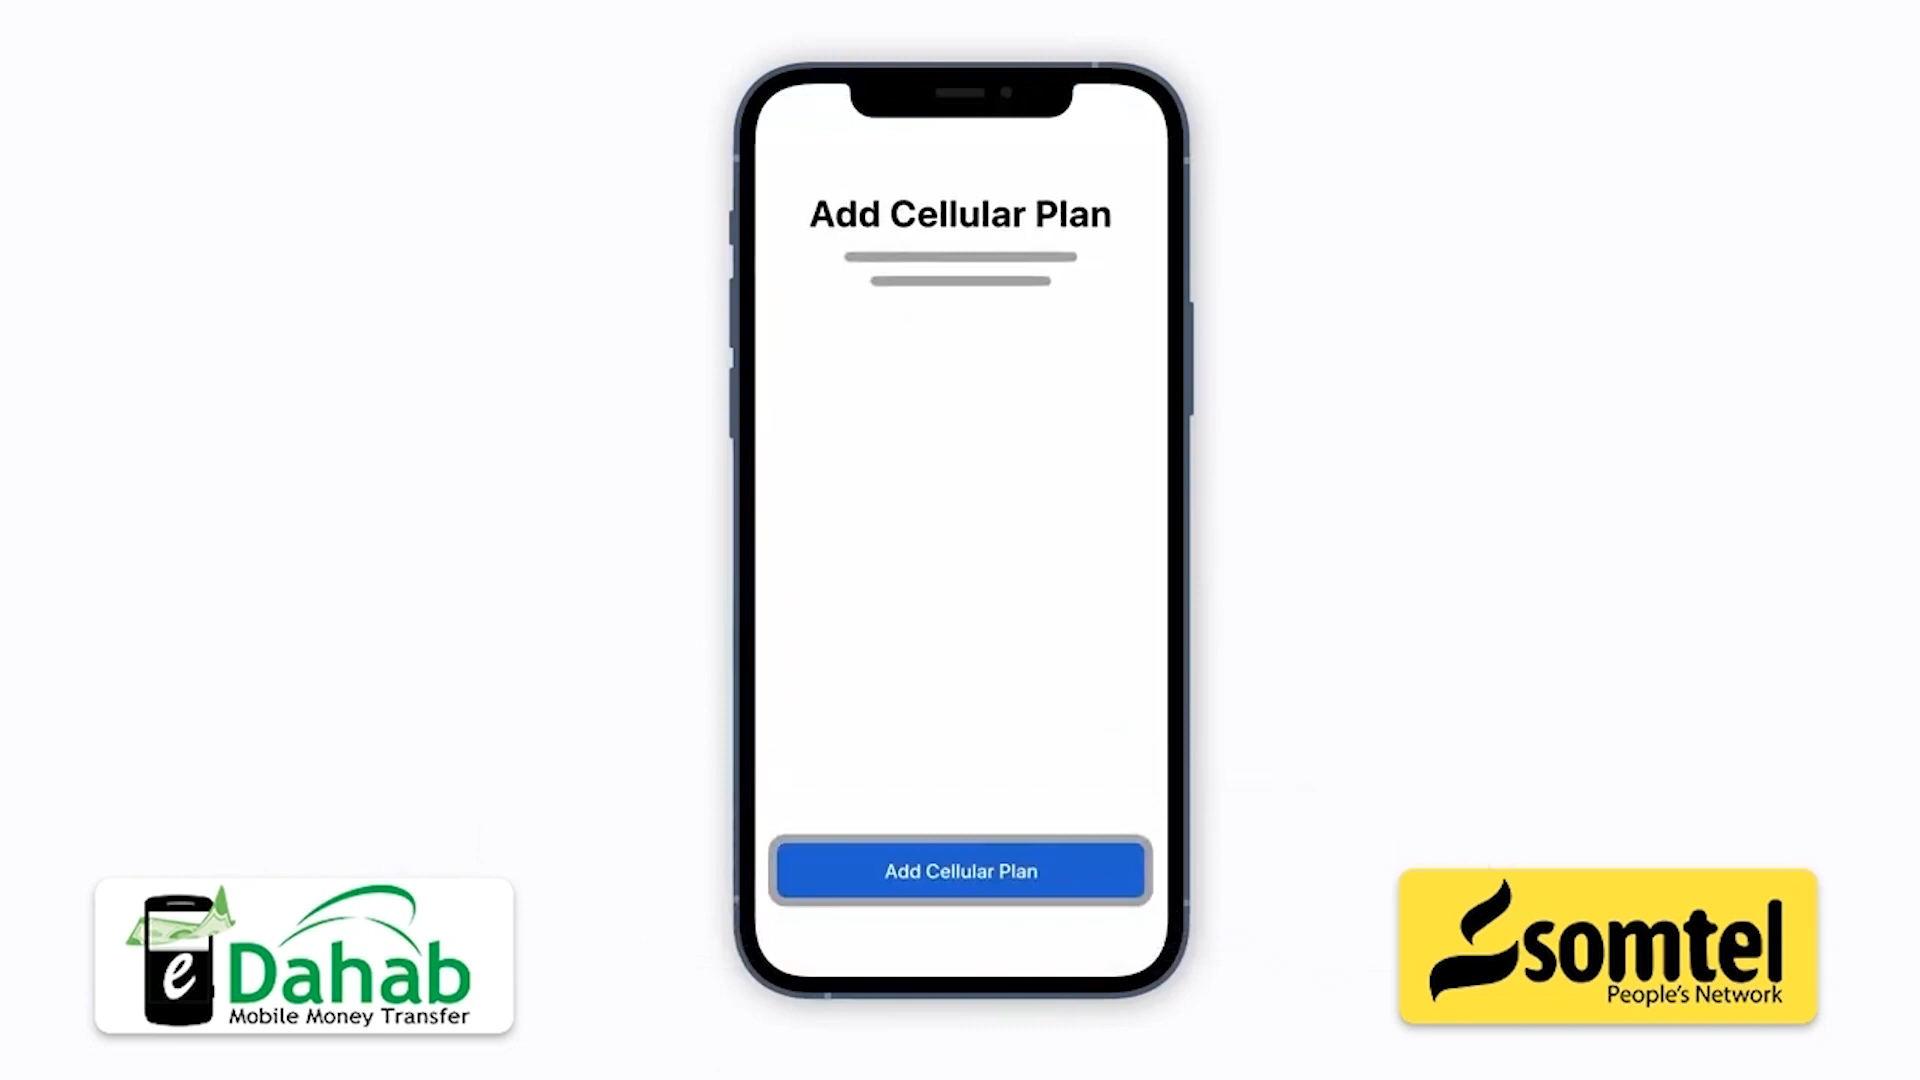 Add Cellular Plan
Add Cellular Plan
e Dahab
Mobile Money Transfer
somtel
People's Network